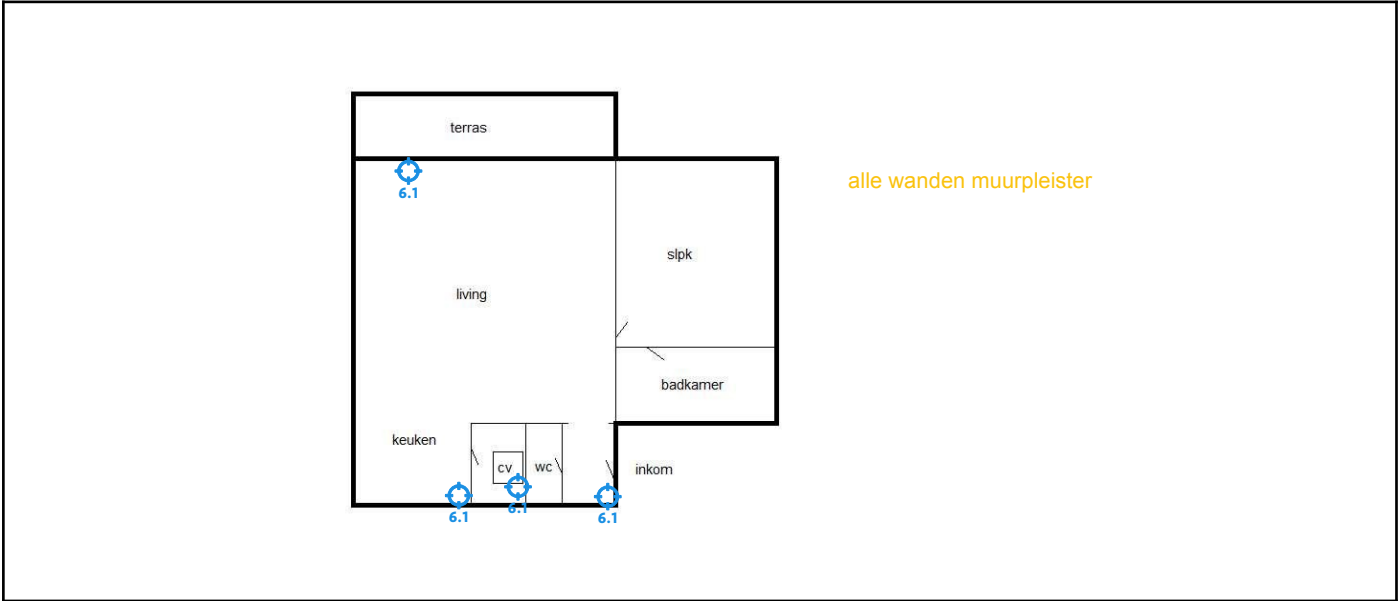 terras
6.1
alle wanden muurpleister
slpk
living
badkamer
keuken
cv
wc
inkom
6.1
6.1
6.1